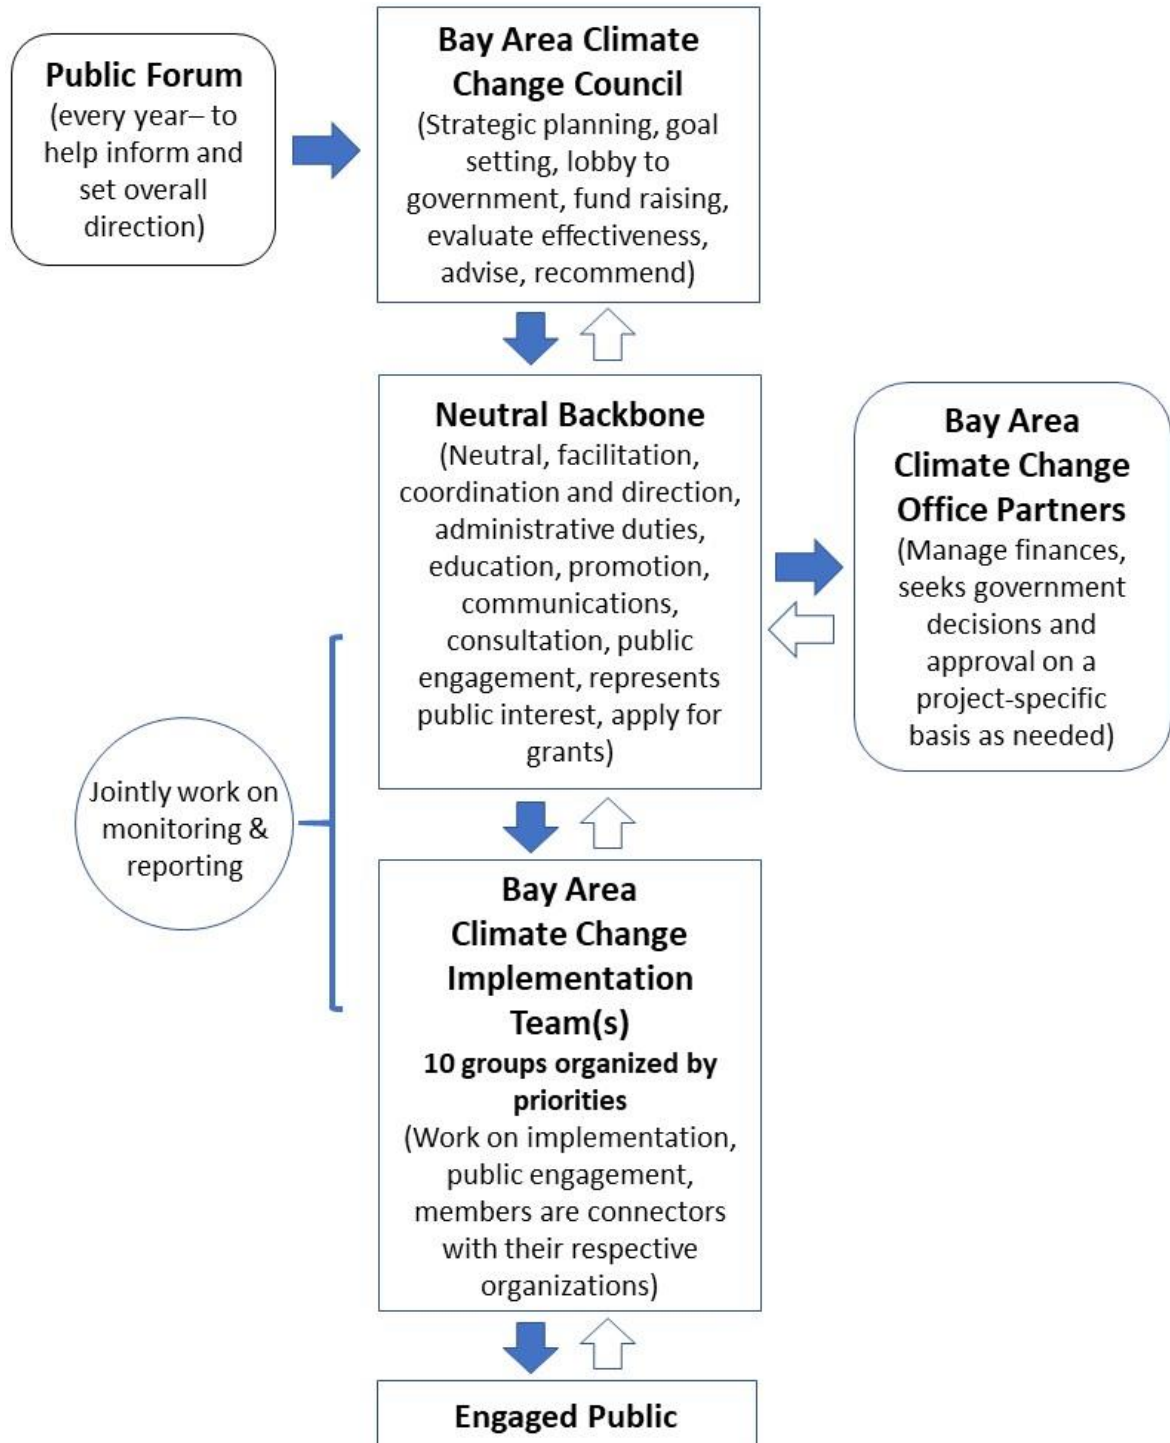 Public Forum
(every year– to
help inform and
set overall
direction)
Bay Area Climate
Change Council
(Strategic planning, goal
setting, lobby to
government, fund raising,
evaluate effectiveness,
advise, recommend)
Neutral Backbone
(Neutral, facilitation,
coordination and direction,
administrative duties,
education, promotion,
communications,
consultation, public
engagement, represents
public interest, apply for
grants)
Bay Area
Climate Change
Office Partners
(Manage finances,
seeks government
decisions and
approval on a
project-specific
basis as needed)
Jointly work on
monitoring &
reporting
Bay Area
Climate Change
Implementation
Team(s)
10 groups organized by
priorities
(Work on implementation,
public engagement,
members are connectors
with their respective
organizations)
Engaged Public